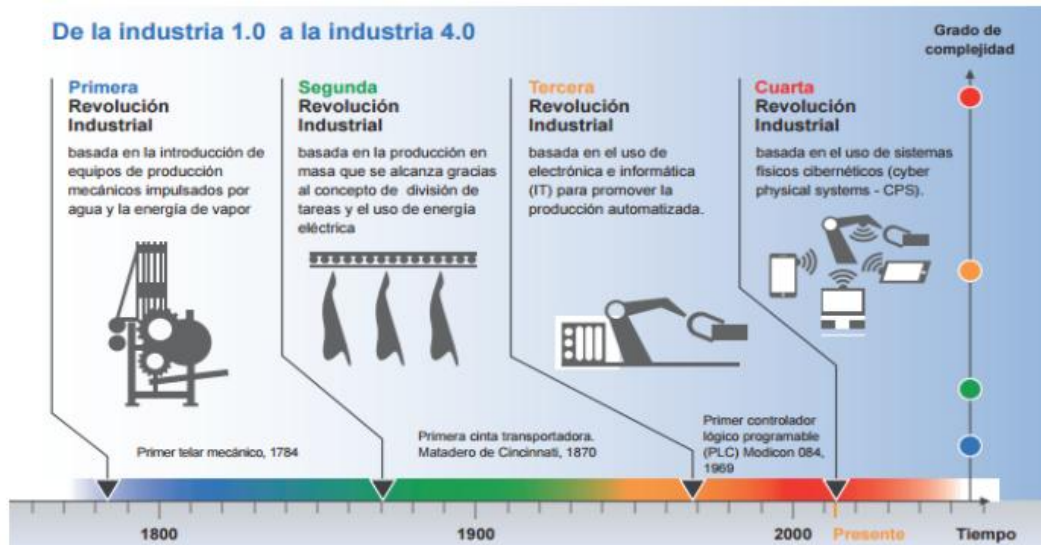 De la industria 1.0 a la industria 4.0
Grado de
complejidad
Primera
Revolución
Industrial
basada en la introducción de
equipos de producción
mecánicos impulsados por
agua y la energía de vapor
Segunda
Revolución
Industrial
basada en la producción en
masa que se alcanza gracias
al concepto de división de
tareas y el uso de energía
eléctrica
Tercera
Revolución
Industrial
basada en el uso de
electrónica e informática
(IT) para promover la
producción automatizada.
Cuarta
Revolución
Industrial
basada en el uso de sistemas
físicos cibernéticos (cyber
physical systems - CPS).
Primer telar mecánico, 1784
Primera cinta transportadora.
Matadero de Cincinnati, 1870
Primer controlador
lógico programable
(PLC) Modicon 084,
1969
1800
1900
2000
Presente
Tiempo